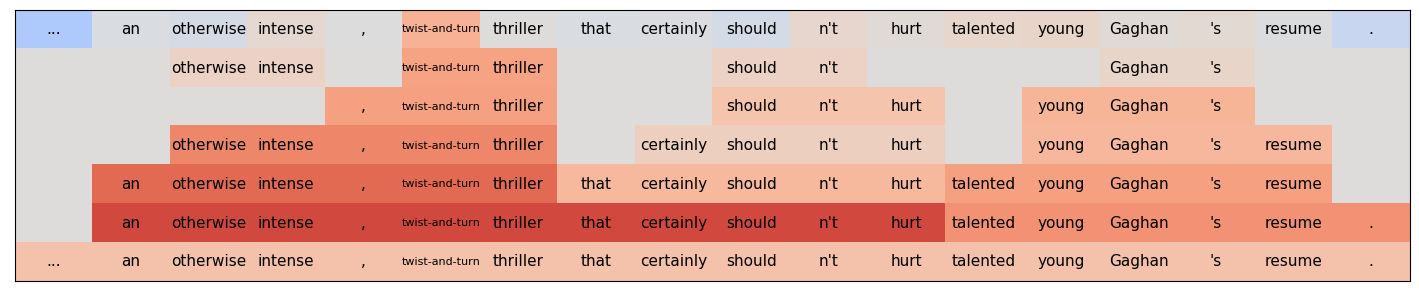 ... an otherwise intense , twist-and-turn thriller that certainly should n't hurt talented young Gaghan 's resume .
otherwise intense twist-and-turn thriller should n't Gaghan 's
, twist-and-turn thriller should n't hurt young Gaghan 's
otherwise intense , twist-and-turn thriller certainly should n't hurt young Gaghan 's resume
an otherwise intense , twist-and-turn thriller that certainly should n't hurt talented young Gaghan 's resume
an otherwise intense , twist-and-turn thriller that certainly should n't hurt talented young Gaghan 's resume .
... an otherwise intense , twist-and-turn thriller that certainly should n't hurt talented young Gaghan 's resume .